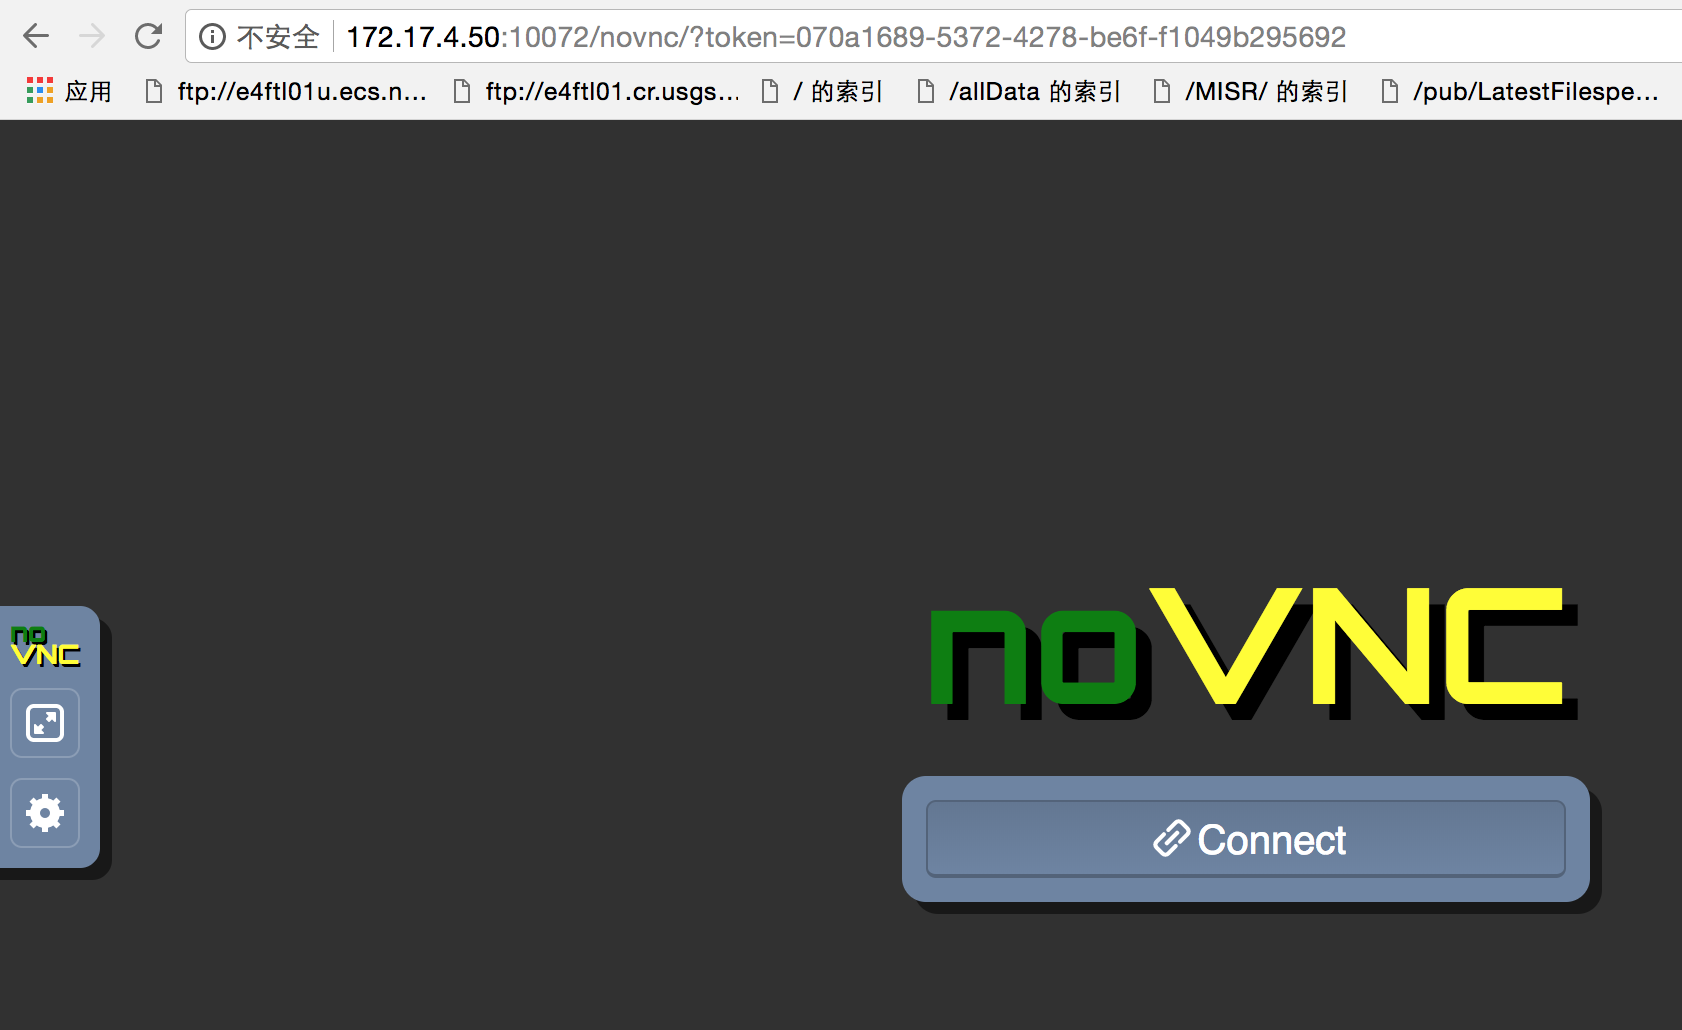 不安全 172.17.4.50:10072/novnc/?token=070a1689-5372-4278-be6f-f1049b295692
应用 ftp://e4ftl01u.ecs.n... ftp://e4ftl01.cr.usgs... / 的索引 /allData 的索引 /MISR/ 的索引 /pub/LatestFilespe...
no
VNC
noVNC
Connect